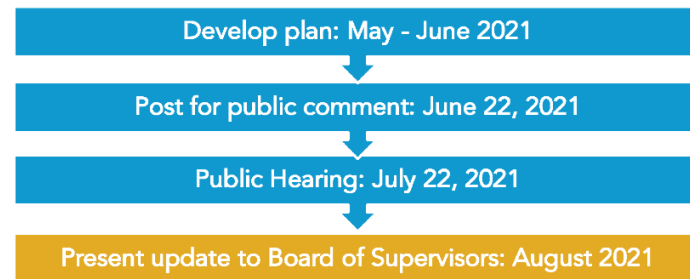 Develop plan: May - June 2021
Post for public comment: June 22, 2021
Public Hearing: July 22, 2021
Present update to Board of Supervisors: August 2021